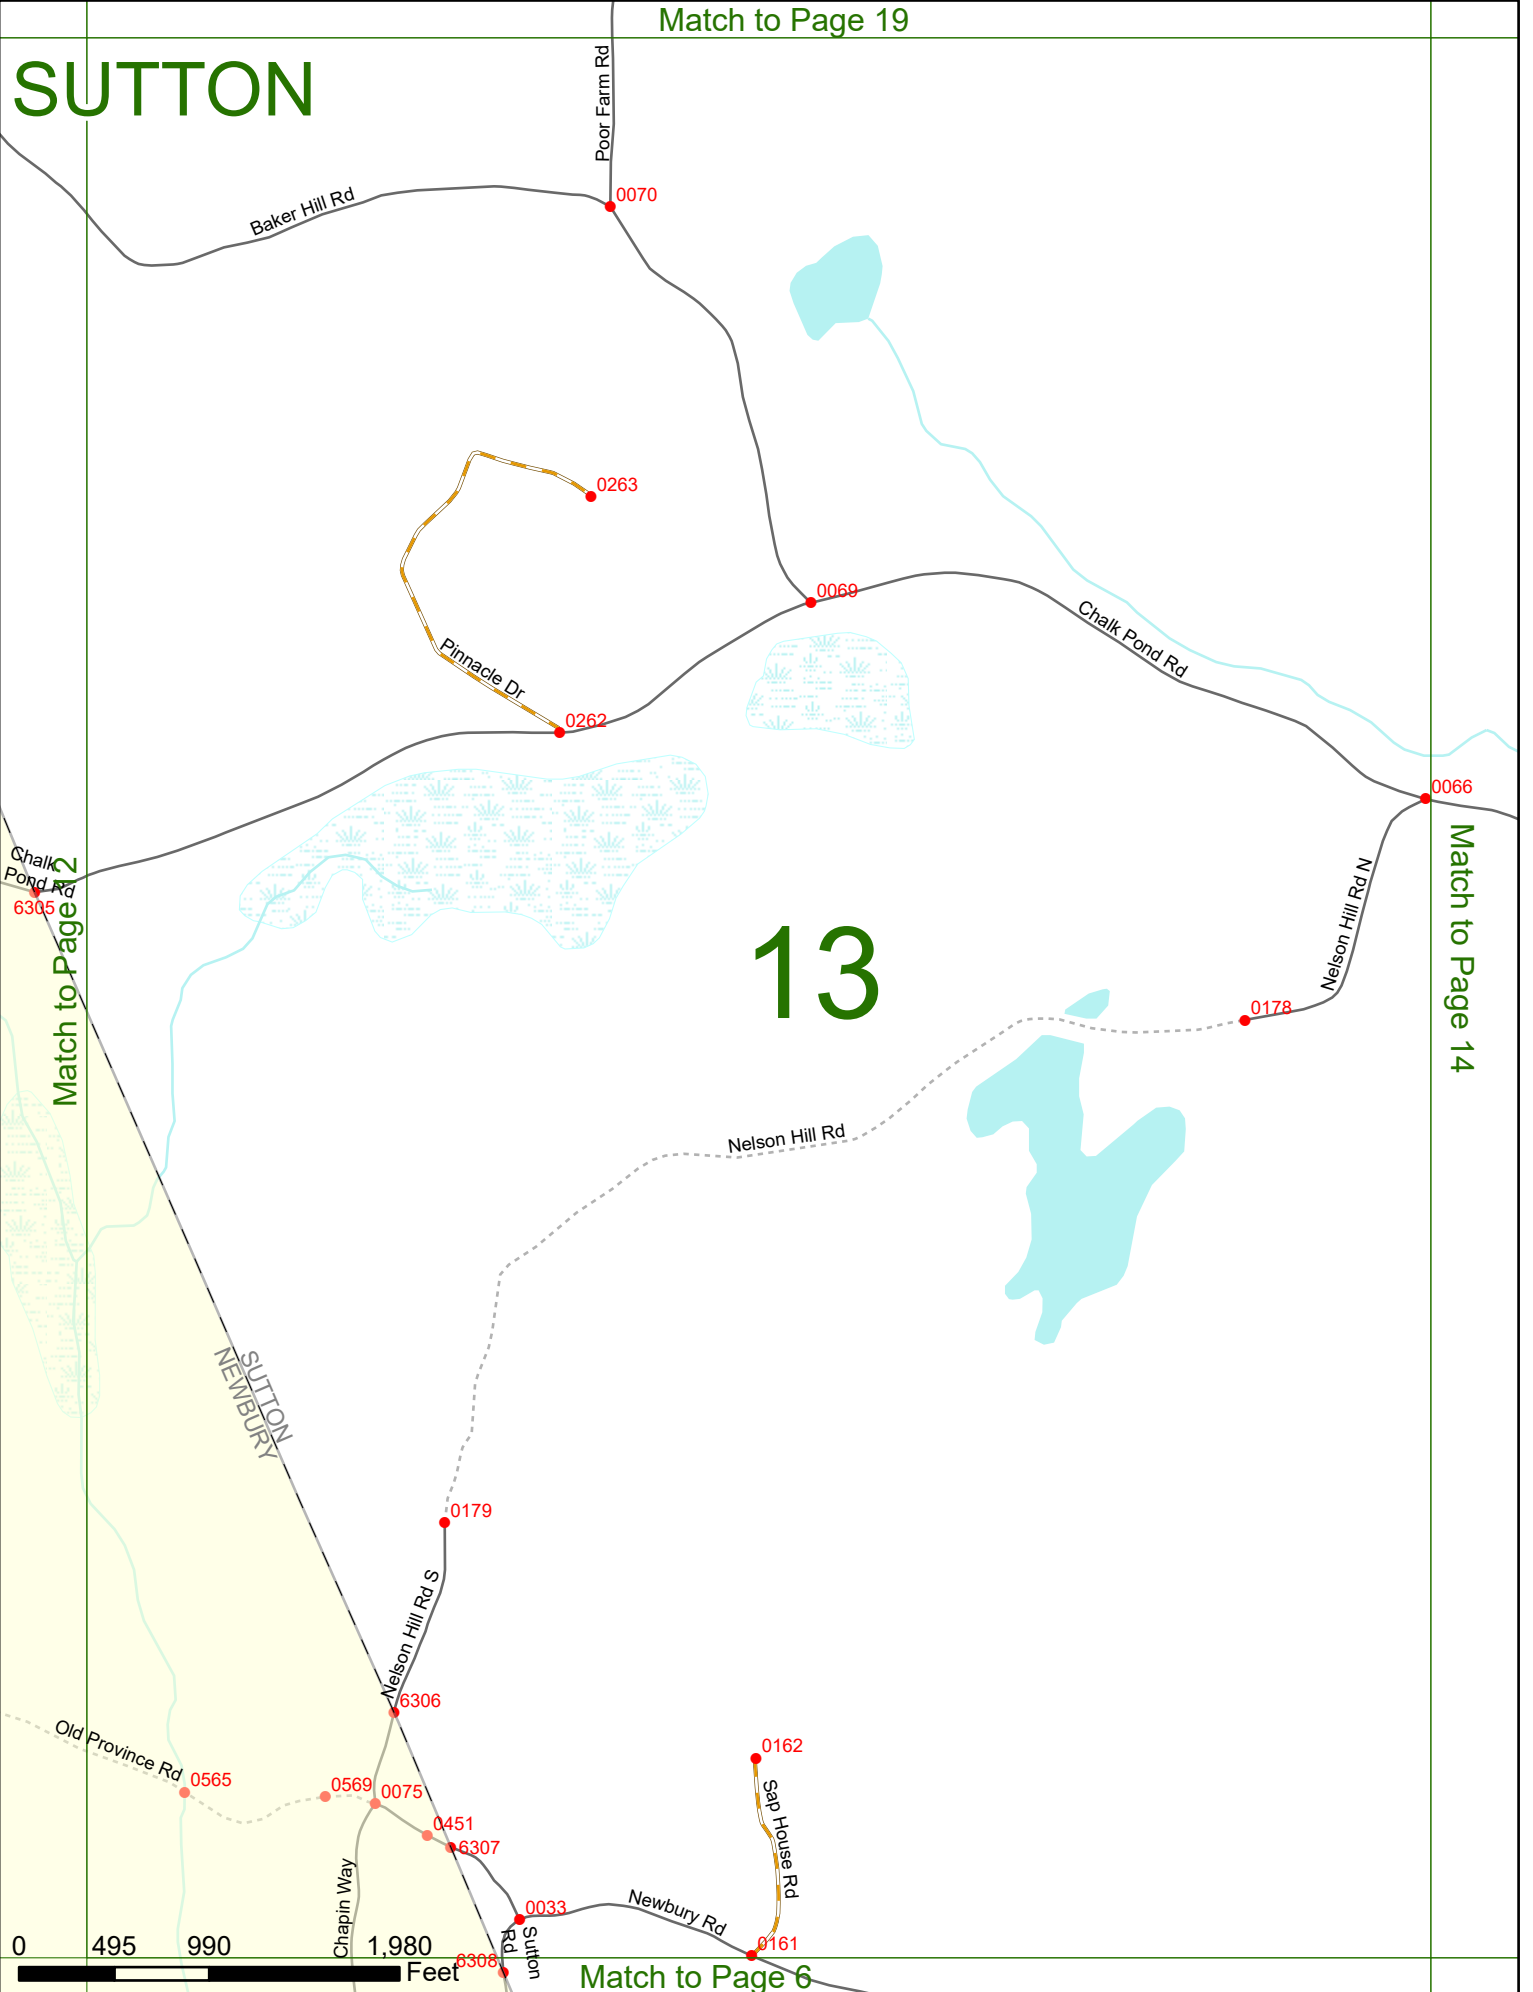 Match to Page 19
SUTTON
Poor Farm Rd
0070
Baker Hill Rd
0263
0069
Chalk Pond Rd
Pinnacle Dr
0262
0066
Chalk
Pond Rd
6305
Match to Page 12
Match to Page 14
13
Nelson Hill Rd N
0178
Nelson Hill Rd
SUTTON
NEWBURY
0179
Nelson Hill Rd S
6306
Old Province Rd
0565
0569
0075
0451
6307
0162
Sap House Rd
Chapin Way
0033
Newbury Rd
Sutton
Rd
0161
6308
0 495 990 1,980
Feet
Match to Page 6